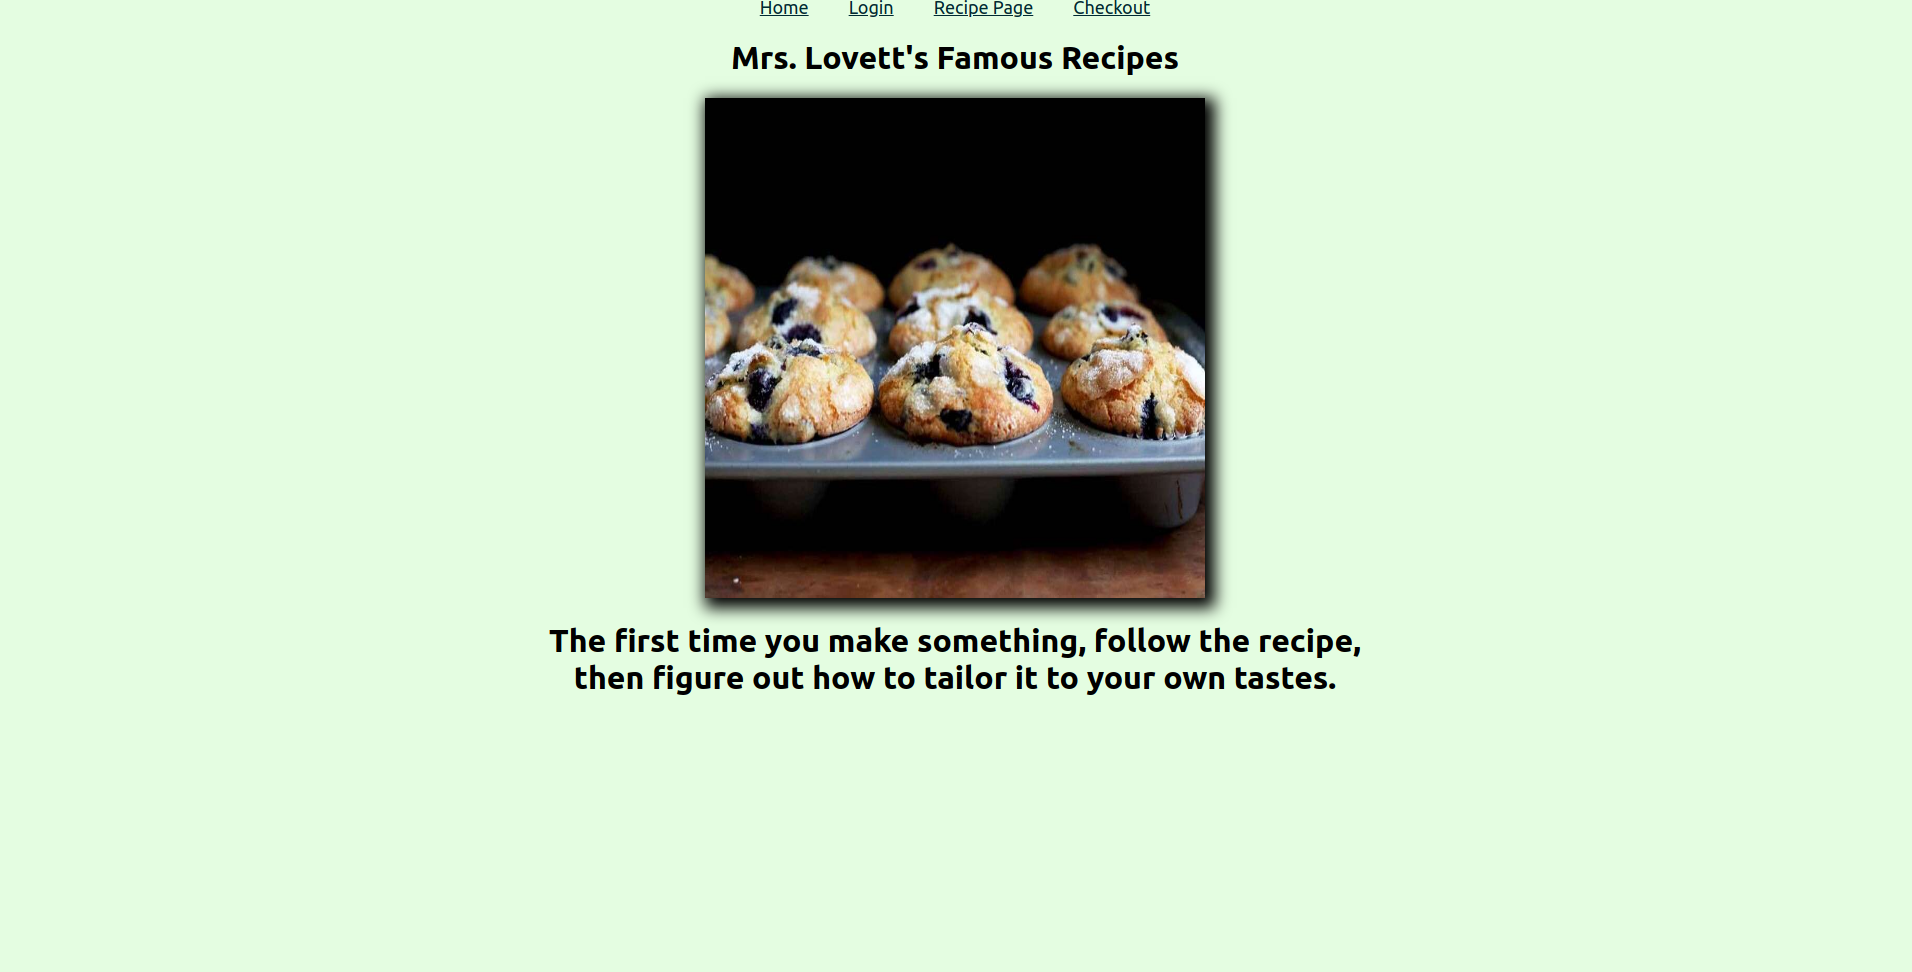 Home Login Recipe Page Checkout
Mrs. Lovett's Famous Recipes
The first time you make something, follow the recipe,
then figure out how to tailor it to your own tastes.